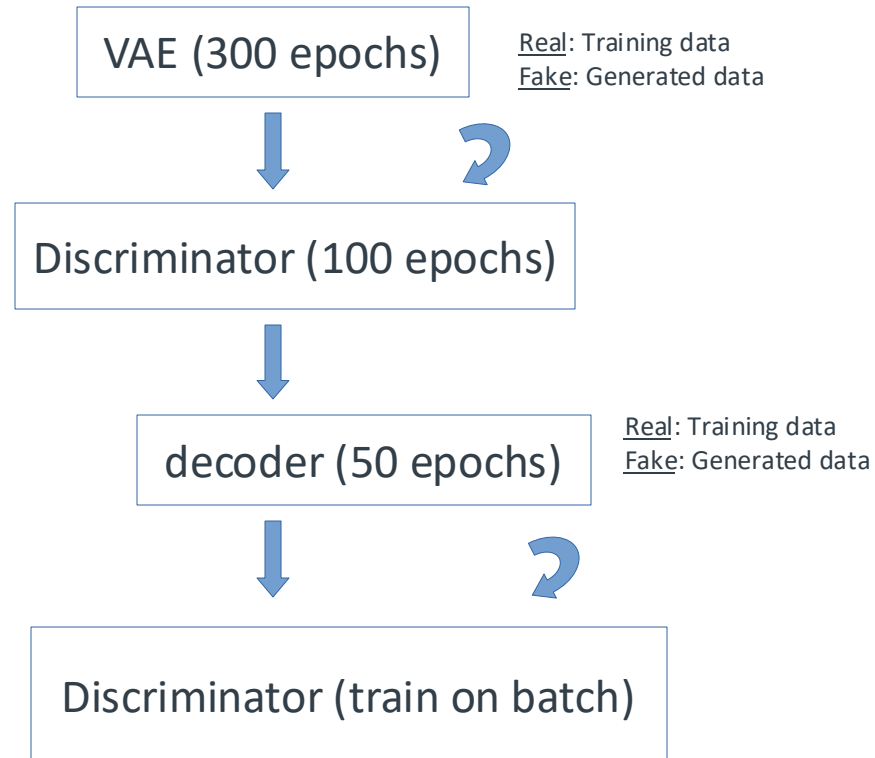 VAE (300 epochs)
Real: Training data
Fake: Generated data
Discriminator (100 epochs)
decoder (50 epochs)
Real: Training data
Fake: Generated data
Discriminator (train on batch)